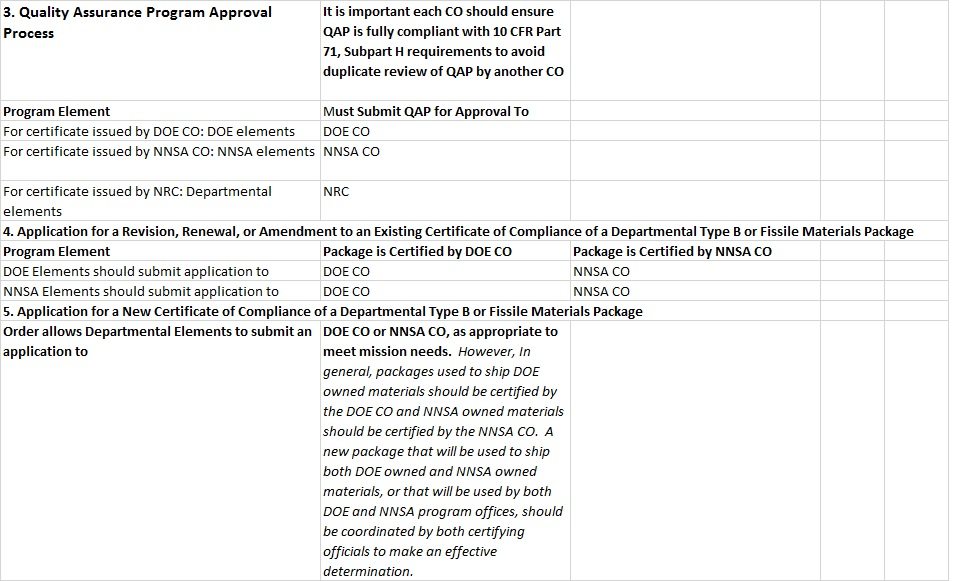 3. Quality Assurance Program Approval
Process
It is important each CO should ensure
QAP is fully compliant with 10 CFR Part
71, Subpart H requirements to avoid
duplicate review of QAP by another CO
Program Element
Must Submit QAP for Approval To
For certificate issued by DOE CO: DOE elements
DOE CO
For certificate issued by NNSA CO: NNSA elements
NNSA CO
For certificate issued by NRC: Departmental
elements
NRC
4. Application for a Revision, Renewal, or Amendment to an Existing Certificate of Compliance of a Departmental Type B or Fissile Materials Package
Program Element
Package is Certified by DOE CO
Package is Certified by NNSA CO
DOE Elements should submit application to
DOE CO
NNSA CO
NNSA Elements should submit application to
DOE CO
NNSA CO
5. Application for a New Certificate of Compliance of a Departmental Type B or Fissile Materials Package
Order allows Departmental Elements to submit an
application to
DOE CO or NNSA CO, as appropriate to
meet mission needs. However, In
general, packages used to ship DOE
owned materials should be certified by
the DOE CO and NNSA owned materials
should be certified by the NNSA CO. A
new package that will be used to ship
both DOE owned and NNSA owned
materials, or that will be used by both
DOE and NNSA program offices, should
be coordinated by both certifying
officials to make an effective
determination.